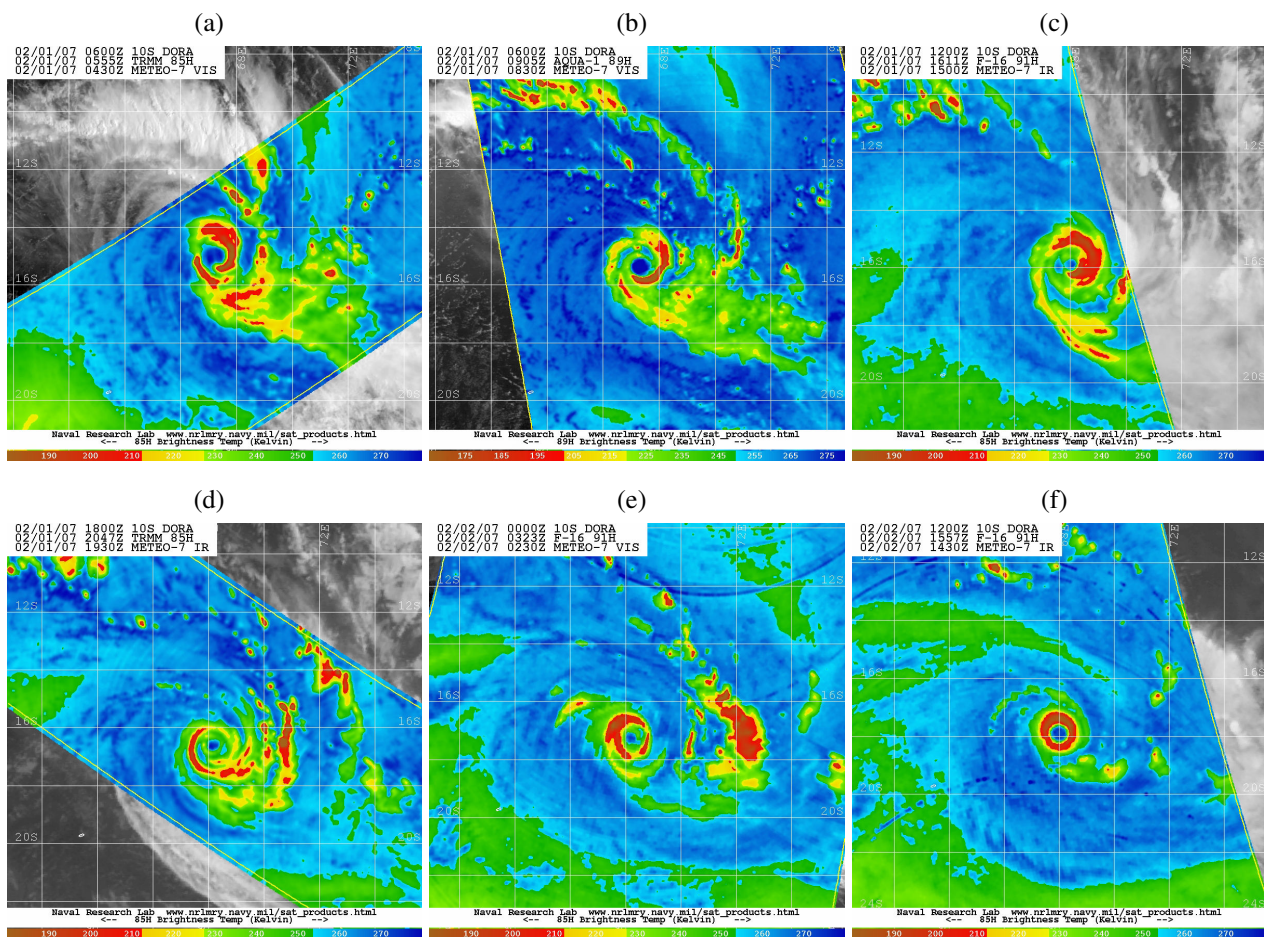 (a)
02/01/07 0600Z 10S DORA
02/01/07 0555Z TRMM 85H
02/01/07 0430Z METEO-7 VIS
68E
72E
8S
12S
16S
20S
Naval Research Lab www.nrlmry.navy.mil/sat_products.html
<-- 85H Brightness Temp (Kelvin) -->
190 200 210 220 230 240 250 260 270
(b)
02/01/07 0600Z 10S DORA
02/01/07 0905Z AQUA-1 89H
02/01/07 0830Z METEO-7 VIS
68E
72E
8S
12S
16S
20S
Naval Research Lab www.nrlmry.navy.mil/sat_products.html
<-- 89H Brightness Temp (Kelvin) -->
175 185 195 205 215 225 235 245 255 265 275
(c)
02/01/07 1200Z 10S DORA
02/01/07 1611Z F-16 91H
02/01/07 1500Z METEO-7 IR
72E
12S
16S
20S
Naval Research Lab www.nrlmry.navy.mil/sat_products.html
<-- 85H Brightness Temp (Kelvin) -->
190 200 210 220 230 240 250 260 270
(d)
02/01/07 1800Z 10S DORA
02/01/07 2047Z TRMM 85H
02/01/07 1930Z METEO-7 IR
72E
12S
12S
16S
16S
20S
20S
Naval Research Lab www.nrlmry.navy.mil/sat_products.html
<-- 85H Brightness Temp (Kelvin) -->
190 200 210 220 230 240 250 260 270
(e)
02/02/07 0000Z 10S DORA
02/02/07 0323Z F-16 91H
02/02/07 0230Z METEO-7 VIS
68E
72E
12S
16S
20S
Naval Research Lab www.nrlmry.navy.mil/sat_products.html
<-- 85H Brightness Temp (Kelvin) -->
190 200 210 220 230 240 250 260 270
(f)
02/02/07 1200Z 10S DORA
02/02/07 1557Z F-16 91H
02/02/07 1430Z METEO-7 IR
68E
72E
12S
16S
20S
24S
Naval Research Lab www.nrlmry.navy.mil/sat_products.html
<-- 85H Brightness Temp (Kelvin) -->
190 200 210 220 230 240 250 260 270